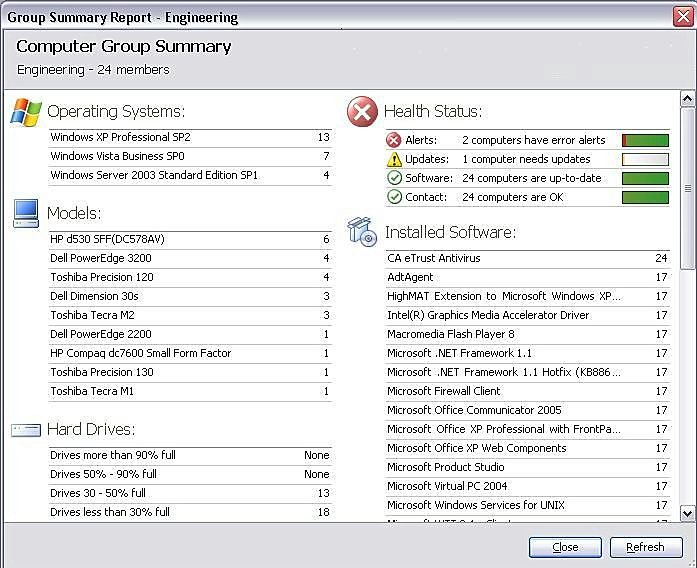 Group Summary Report - Engineering
Computer Group Summary
Engineering - 24 members
Operating Systems:
Windows XP Professional SP2 13
Windows Vista Business SP0 7
Windows Server 2003 Standard Edition SP1 4
Models:
HP d530 SFF(DC578AV) 6
Dell PowerEdge 3200 4
Toshiba Precision 120 4
Dell Dimension 30s 3
Toshiba Tecra M2 3
Dell PowerEdge 2200 1
HP Compaq dc7600 Small Form Factor 1
Toshiba Precision 130 1
Toshiba Tecra M1 1
Hard Drives:
Drives more than 90% full None
Drives 50% - 90% full None
Drives 30 - 50% full 13
Drives less than 30% full 18
Health Status:
Alerts: 2 computers have error alerts
Updates: 1 computer needs updates
Software: 24 computers are up-to-date
Contact: 24 computers are OK
Installed Software:
CA eTrust Antivirus 24
AdtAgent 17
HighMAT Extension to Microsoft Windows XP... 17
Intel(R) Graphics Media Accelerator Driver 17
Macromedia Flash Player 8 17
Microsoft .NET Framework 1.1 17
Microsoft .NET Framework 1.1 Hotfix (KB886... 17
Microsoft Firewall Client 17
Microsoft Office Communicator 2005 17
Microsoft Office XP Professional with FrontPa... 17
Microsoft Office XP Web Components 17
Microsoft Product Studio 17
Microsoft Virtual PC 2004 17
Microsoft Windows Services for UNIX 17
Close
Refresh